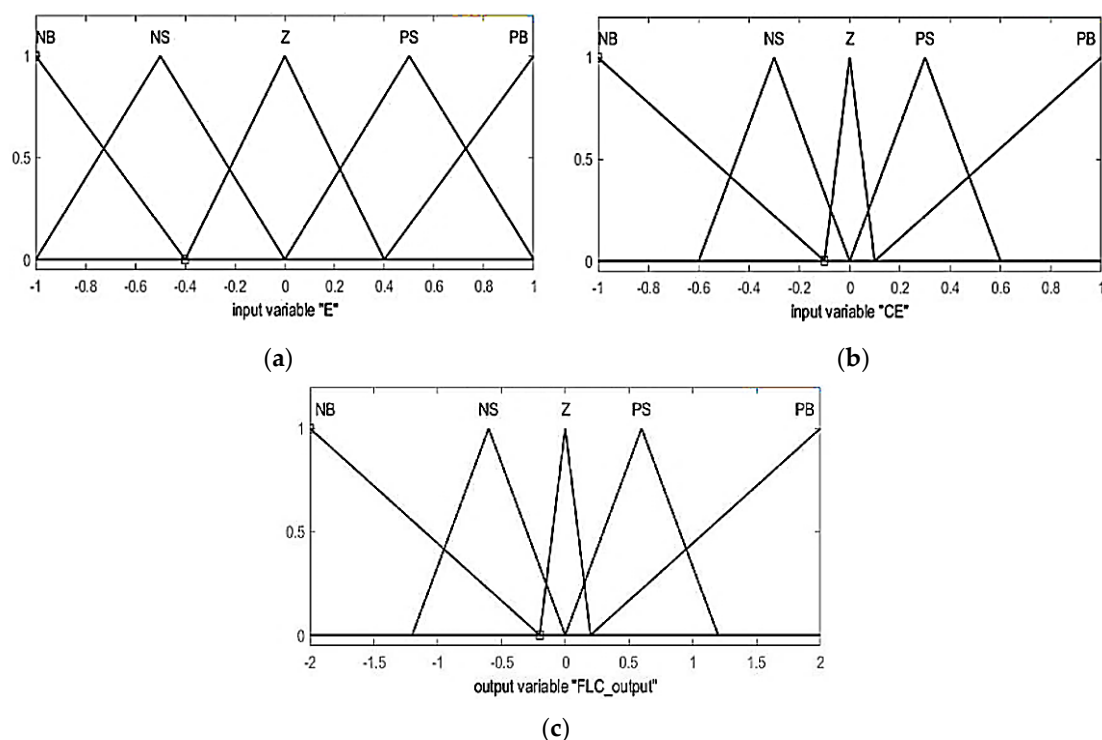 NB NS Z PS PB
1
0.5
0
-1 -0.8 -0.6 -0.4 -0.2 0 0.2 0.4 0.6 0.8 1
input variable "E"
(a)
NB NS Z PS PB
1
0.5
0
-1 -0.8 -0.6 -0.4 -0.2 0 0.2 0.4 0.6 0.8 1
input variable "CE"
(b)
NB NS Z PS PB
1
0.5
0
-2 -1.5 -1 -0.5 0 0.5 1 1.5 2
output variable "FLC_output"
(c)